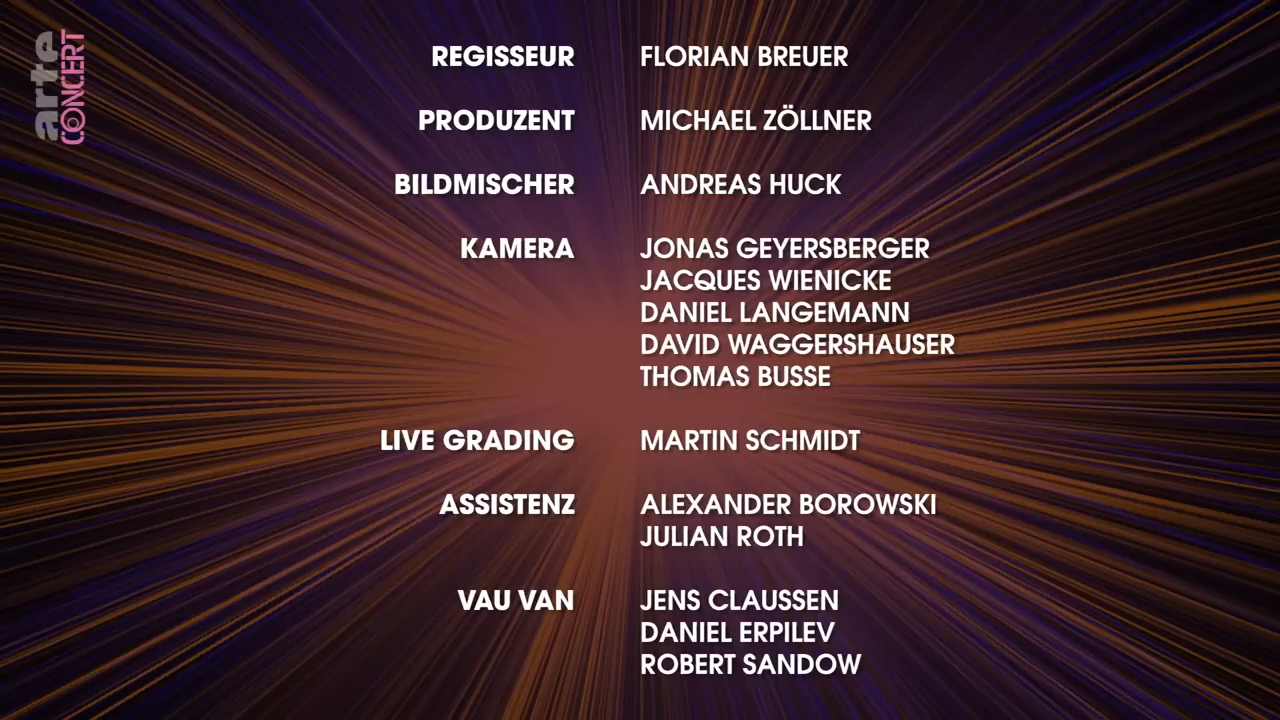 arte
CONCERT
REGISSEUR FLORIAN BREUER
PRODUZENT MICHAEL ZÖLLNER
BILDMISCHER ANDREAS HUCK
KAMERA JONAS GEYERSBERGER
JACQUES WIENICKE
DANIEL LANGEMANN
DAVID WAGGERSHAUSER
THOMAS BUSSE
LIVE GRADING MARTIN SCHMIDT
ASSISTENZ ALEXANDER BOROWSKI
JULIAN ROTH
VAU VAN JENS CLAUSSEN
DANIEL ERPILEV
ROBERT SANDOW